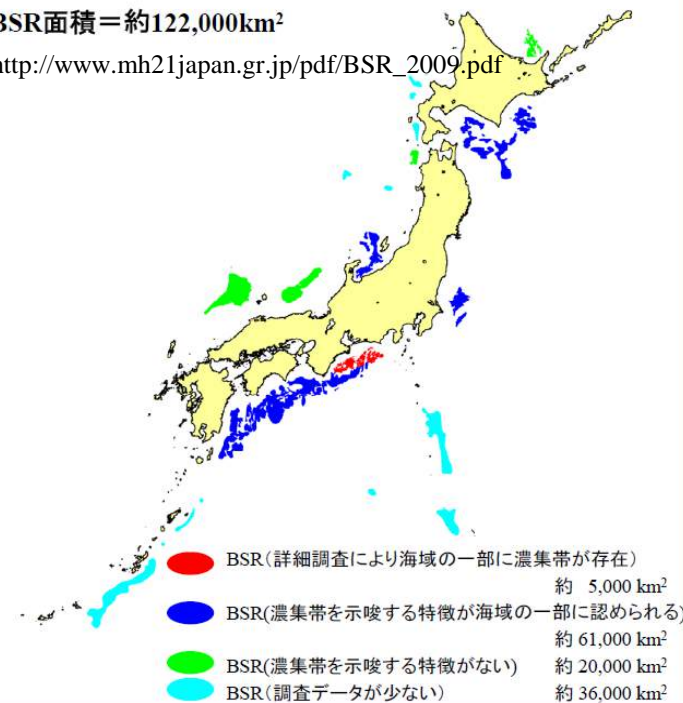 BSR面積＝約122,000km²
http://www.mh21japan.gr.jp/pdf/BSR_2009.pdf
BSR（詳細調査により海域の一部に濃集帯が存在）
約 5,000 km²
BSR(濃集帯を示唆する特徴が海域の一部に認められる)
約 61,000 km²
BSR(濃集帯を示唆する特徴がない) 約 20,000 km²
BSR（調査データが少ない） 約 36,000 km²